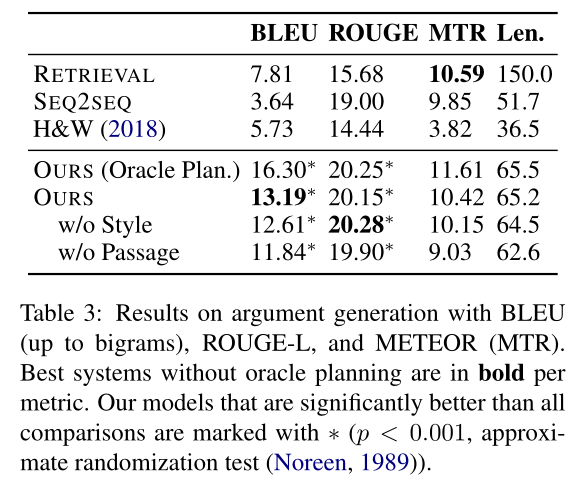 BLEU ROUGE MTR Len.
RETRIEVAL 7.81 15.68 10.59 150.0
SEQ2SEQ 3.64 19.00 9.85 51.7
H&W (2018) 5.73 14.44 3.82 36.5
OURS (Oracle Plan.) 16.30* 20.25* 11.61 65.5
OURS 13.19* 20.15* 10.42 65.2
w/o Style 12.61* 20.28* 10.15 64.5
w/o Passage 11.84* 19.90* 9.03 62.6
Table 3: Results on argument generation with BLEU
(up to bigrams), ROUGE-L, and METEOR (MTR).
Best systems without oracle planning are in bold per
metric. Our models that are significantly better than all
comparisons are marked with ∗ (p < 0.001, approxi-
mate randomization test (Noreen, 1989)).